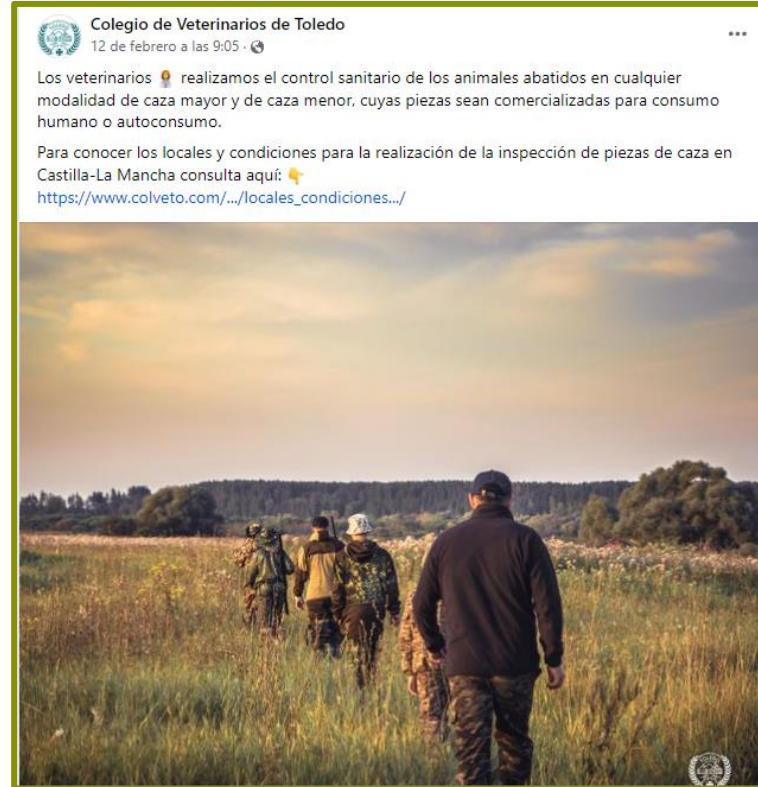 Colegio de Veterinarios de Toledo
12 de febrero a las 9:05 ·
Los veterinarios realizamos el control sanitario de los animales abatidos en cualquier
modalidad de caza mayor y de caza menor, cuyas piezas sean comercializadas para consumo
humano o autoconsumo.
Para conocer los locales y condiciones para la realización de la inspección de piezas de caza en
Castilla-La Mancha consulta aquí: 👇
https://www.colveto.com/.../locales_condiciones.../